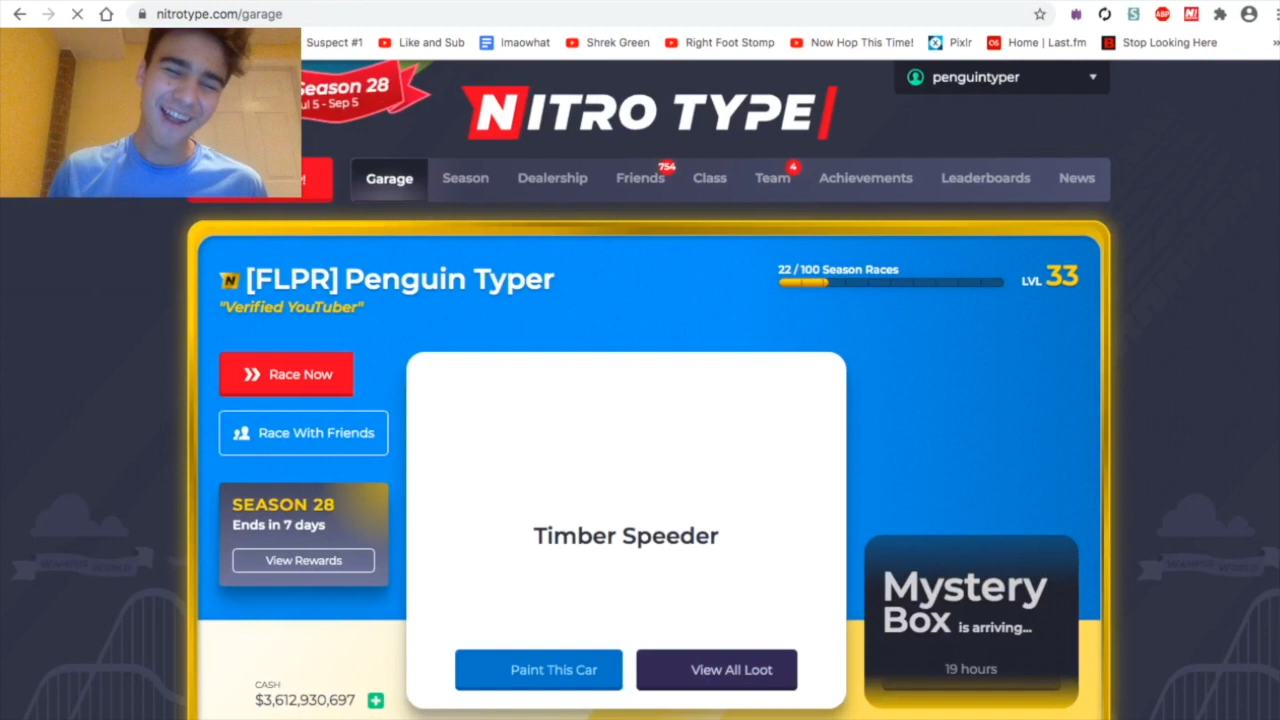 nitrotype.com/garage
Suspect #1
Like and Sub
lmaowhat
Shrek Green
Right Foot Stomp
Now Hop This Time!
Pixlr
Home | Last.fm
Stop Looking Here
Season 28
Jul 5 - Sep 5
NITRO TYPE
penguintyper
Garage
Season
Dealership
Friends
754
Class
Team
4
Achievements
Leaderboards
News
[FLPR] Penguin Typer
"Verified YouTuber"
22 / 100 Season Races
LVL 33
Race Now
Race With Friends
SEASON 28
Ends in 7 days
View Rewards
Timber Speeder
Paint This Car
View All Loot
Mystery
Box is arriving...
19 hours
CASH
$3,612,930,697